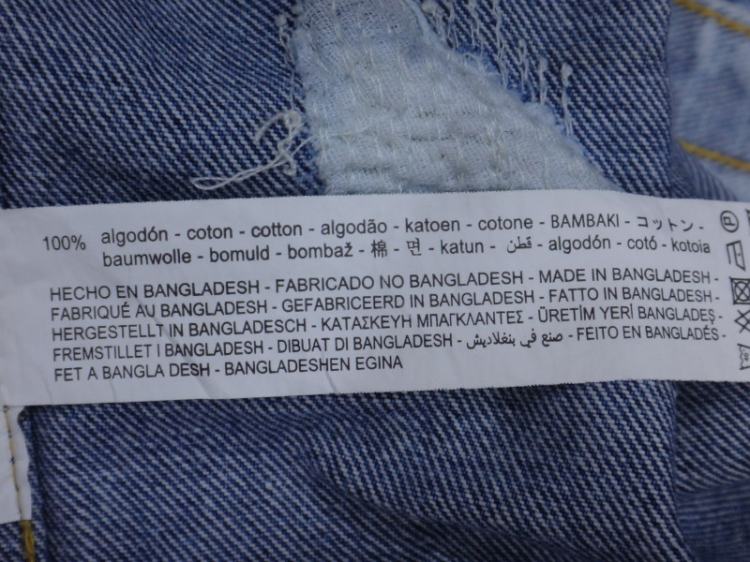 100% algodón - coton - cotton - algodão - katoen - cotone - BAMBAKI - コットン -
baumwolle - bomuld - bombaž - 棉 - 면 - katun - قطن - algodón - cotó - kotoia
HECHO EN BANGLADESH - FABRICADO NO BANGLADESH - MADE IN BANGLADESH -
FABRIQUÉ AU BANGLADESH - GEFABRICEERD IN BANGLADESH - FATTO IN BANGLADESH -
HERGESTELLT IN BANGLADESCH - ΚΑΤΑΣΚΕΥΗ ΜΠΑΓΚΛΑΝΤΕΣ - ÜRETİM YERİ BANGLADEŞ -
FREMSTILLET I BANGLADESH - DIBUAT DI BANGLADESH - صنع في بنغلاديش - FEITO EN BANGLADÉS -
FET A BANGLA DESH - BANGLADESHEN EGINA